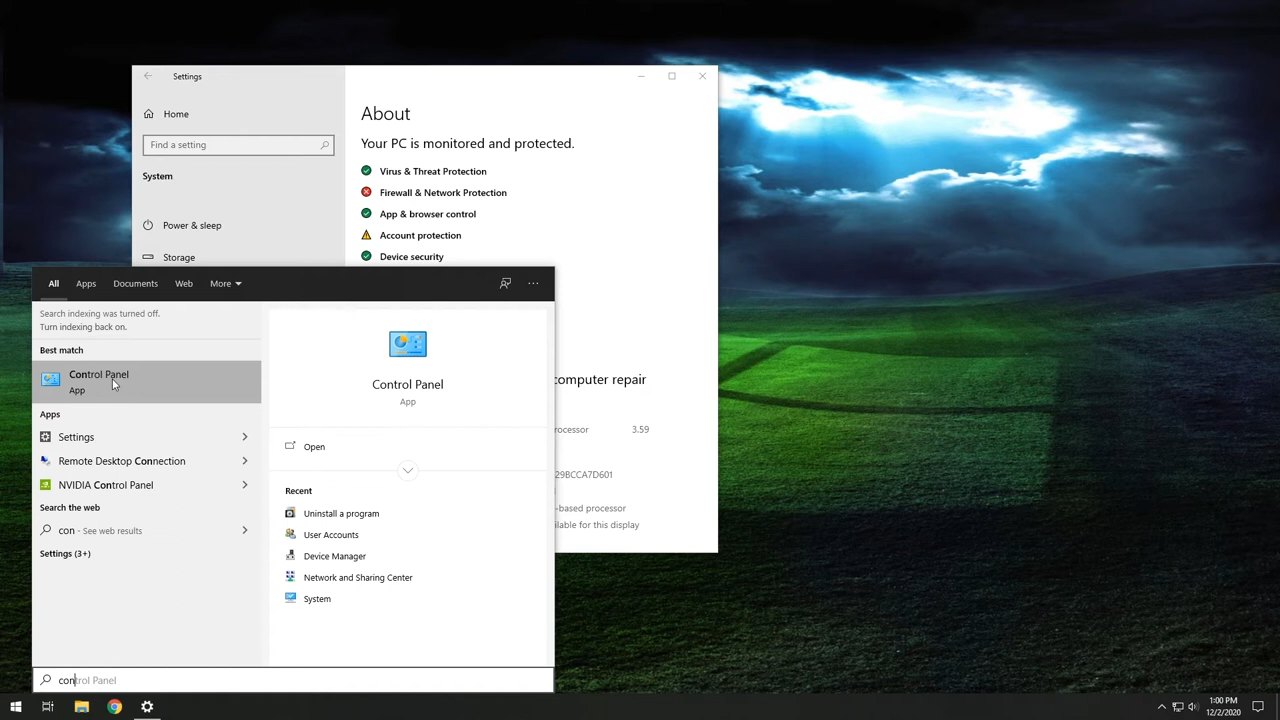 Settings
Home
Find a setting
System
Power & sleep
Storage
About
Your PC is monitored and protected.
Virus & Threat Protection
Firewall & Network Protection
App & browser control
Account protection
Device security
computer repair
rocessor 3.59
29BCCA7D601
-based processor
ilable for this display
All Apps Documents Web More
Search indexing was turned off.
Turn indexing back on.
Best match
Control Panel
App
Apps
Settings
Remote Desktop Connection
NVIDIA Control Panel
Search the web
con - See web results
Settings (3+)
Control Panel
App
Open
Recent
Uninstall a program
User Accounts
Device Manager
Network and Sharing Center
System
control Panel
1:00 PM
12/2/2020